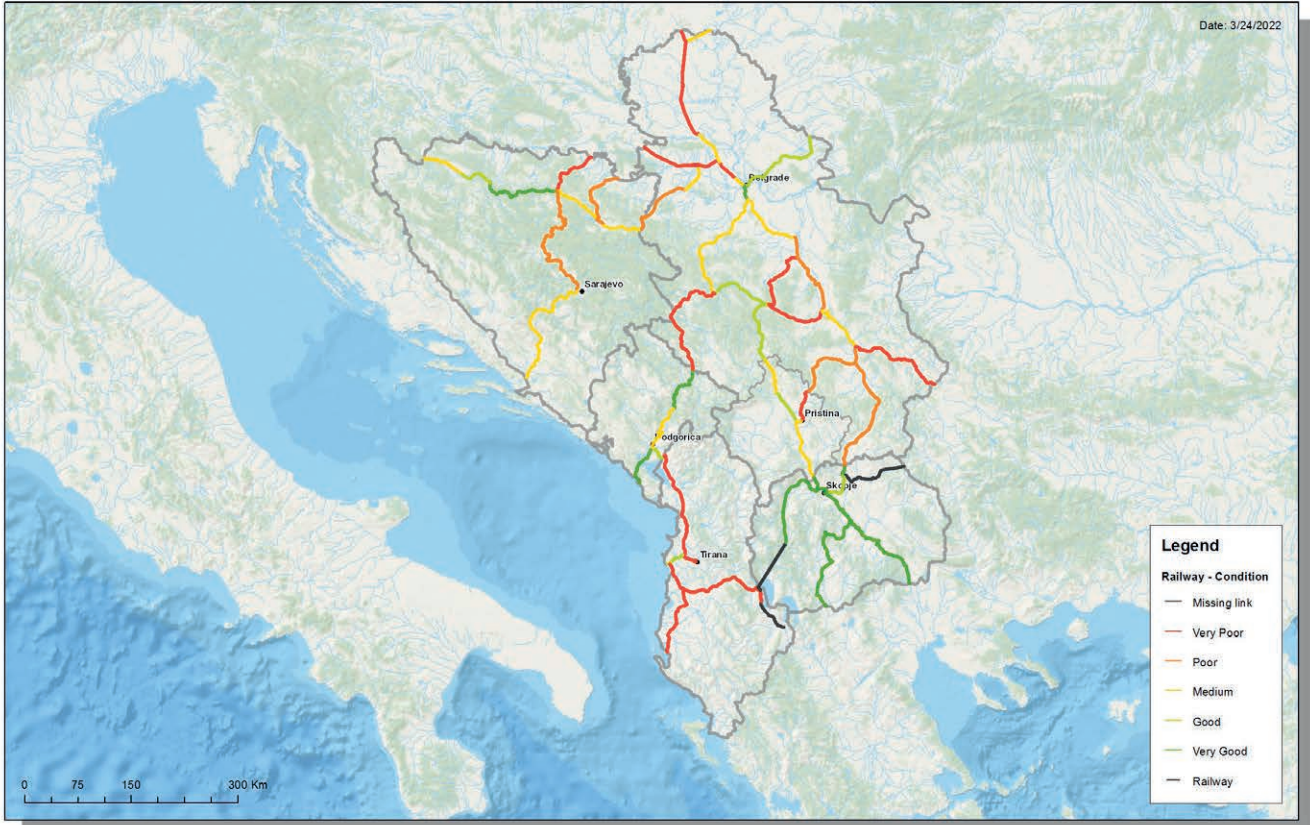 Date: 3/24/2022
Belgrade
Sarajevo
Pristina
Podgorica
Skopje
Tirana
Legend
Railway - Condition
Missing link
Very Poor
Poor
Medium
Good
Very Good
Railway
0 75 150 300 Km